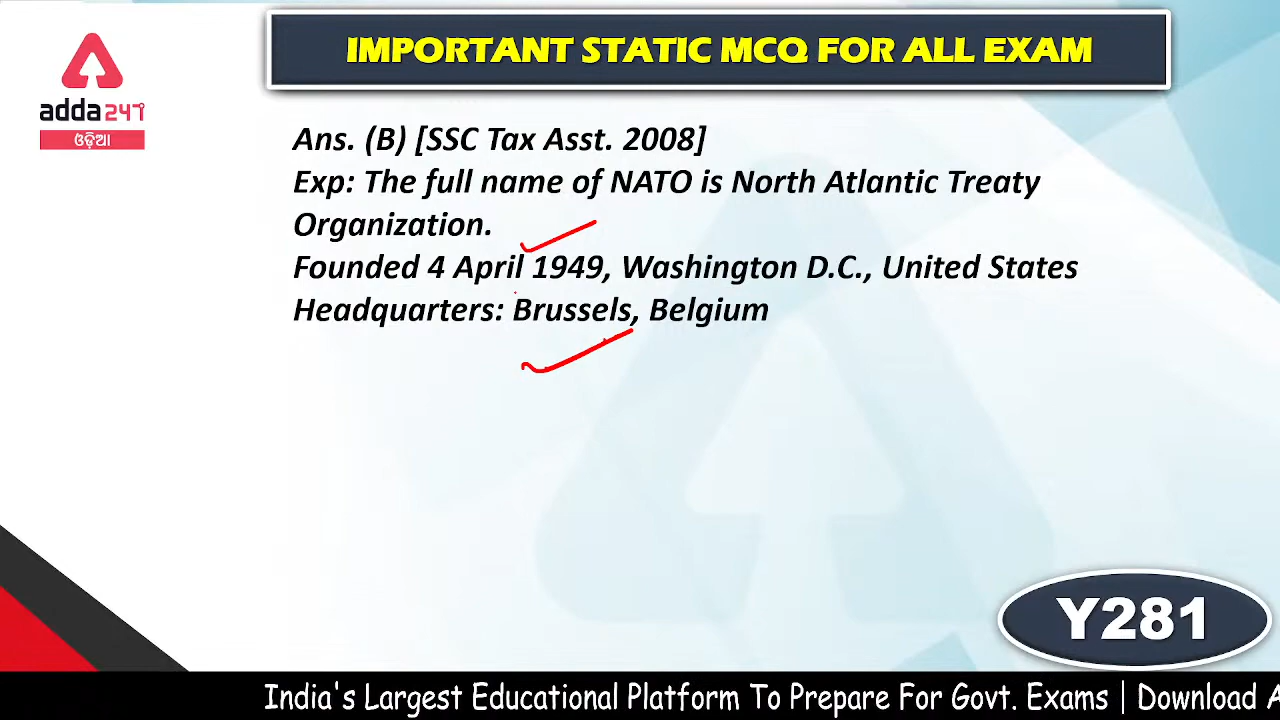 IMPORTANT STATIC MCQ FOR ALL EXAM
adda247
ଓଡ଼ିଆ
Ans. (B) [SSC Tax Asst. 2008]
Exp: The full name of NATO is North Atlantic Treaty
Organization.
Founded 4 April 1949, Washington D.C., United States
Headquarters: Brussels, Belgium
Y281
India's Largest Educational Platform To Prepare For Govt. Exams | Download